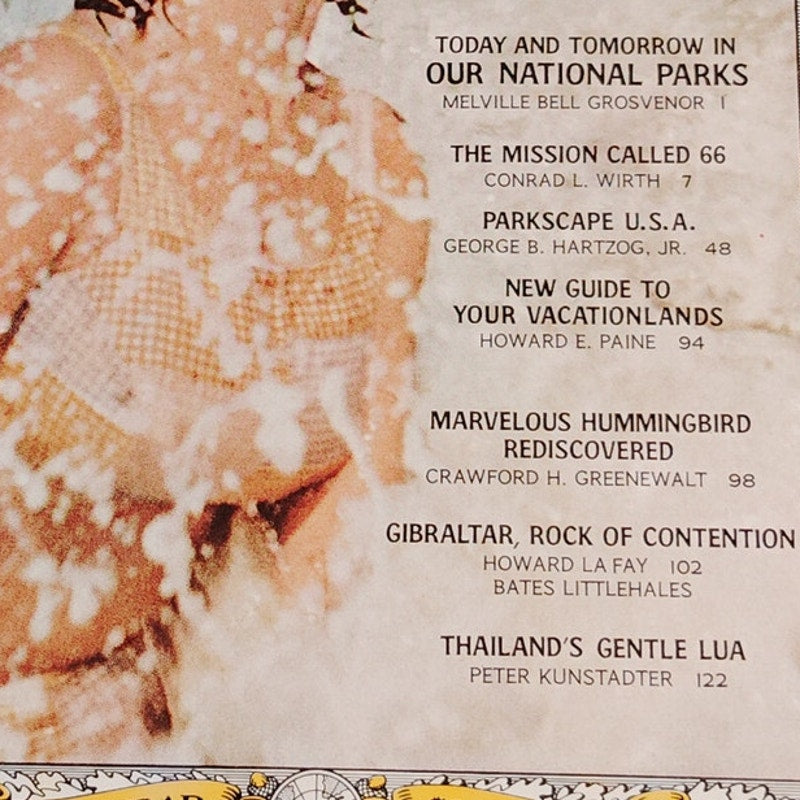 TODAY AND TOMORROW IN
OUR NATIONAL PARKS
MELVILLE BELL GROSVENOR 1
THE MISSION CALLED 66
CONRAD L. WIRTH 7
PARKSCAPE U.S.A.
GEORGE B. HARTZOG, JR. 48
NEW GUIDE TO
YOUR VACATIONLANDS
HOWARD E. PAINE 94
MARVELOUS HUMMINGBIRD
REDISCOVERED
CRAWFORD H. GREENEWALT 98
GIBRALTAR, ROCK OF CONTENTION
HOWARD LA FAY 102
BATES LITTLEHALES
THAILAND'S GENTLE LUA
PETER KUNSTADTER 122